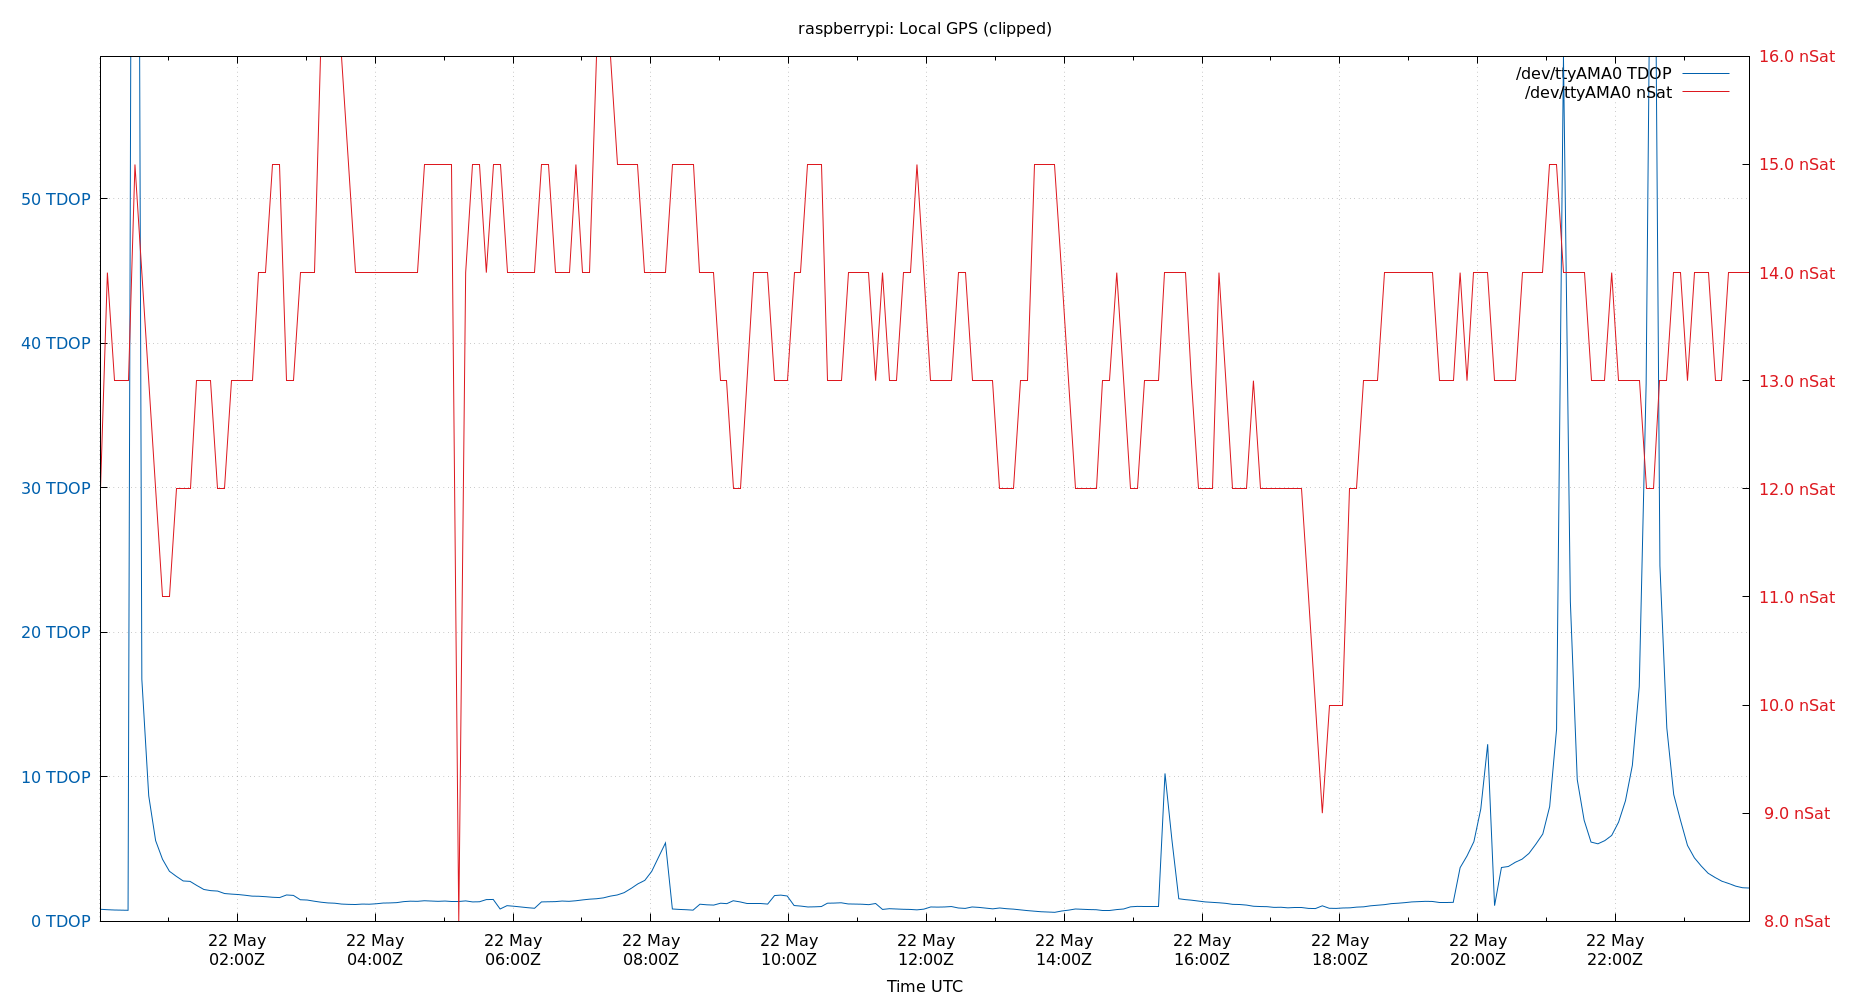 raspberrypi: Local GPS (clipped)
/dev/ttyAMA0 TDOP
/dev/ttyAMA0 nSat
50 TDOP
40 TDOP
30 TDOP
20 TDOP
10 TDOP
0 TDOP
16.0 nSat
15.0 nSat
14.0 nSat
13.0 nSat
12.0 nSat
11.0 nSat
10.0 nSat
9.0 nSat
8.0 nSat
22 May 22 May 22 May 22 May 22 May 22 May 22 May 22 May 22 May 22 May 22 May
02:00Z 04:00Z 06:00Z 08:00Z 10:00Z 12:00Z 14:00Z 16:00Z 18:00Z 20:00Z 22:00Z
Time UTC